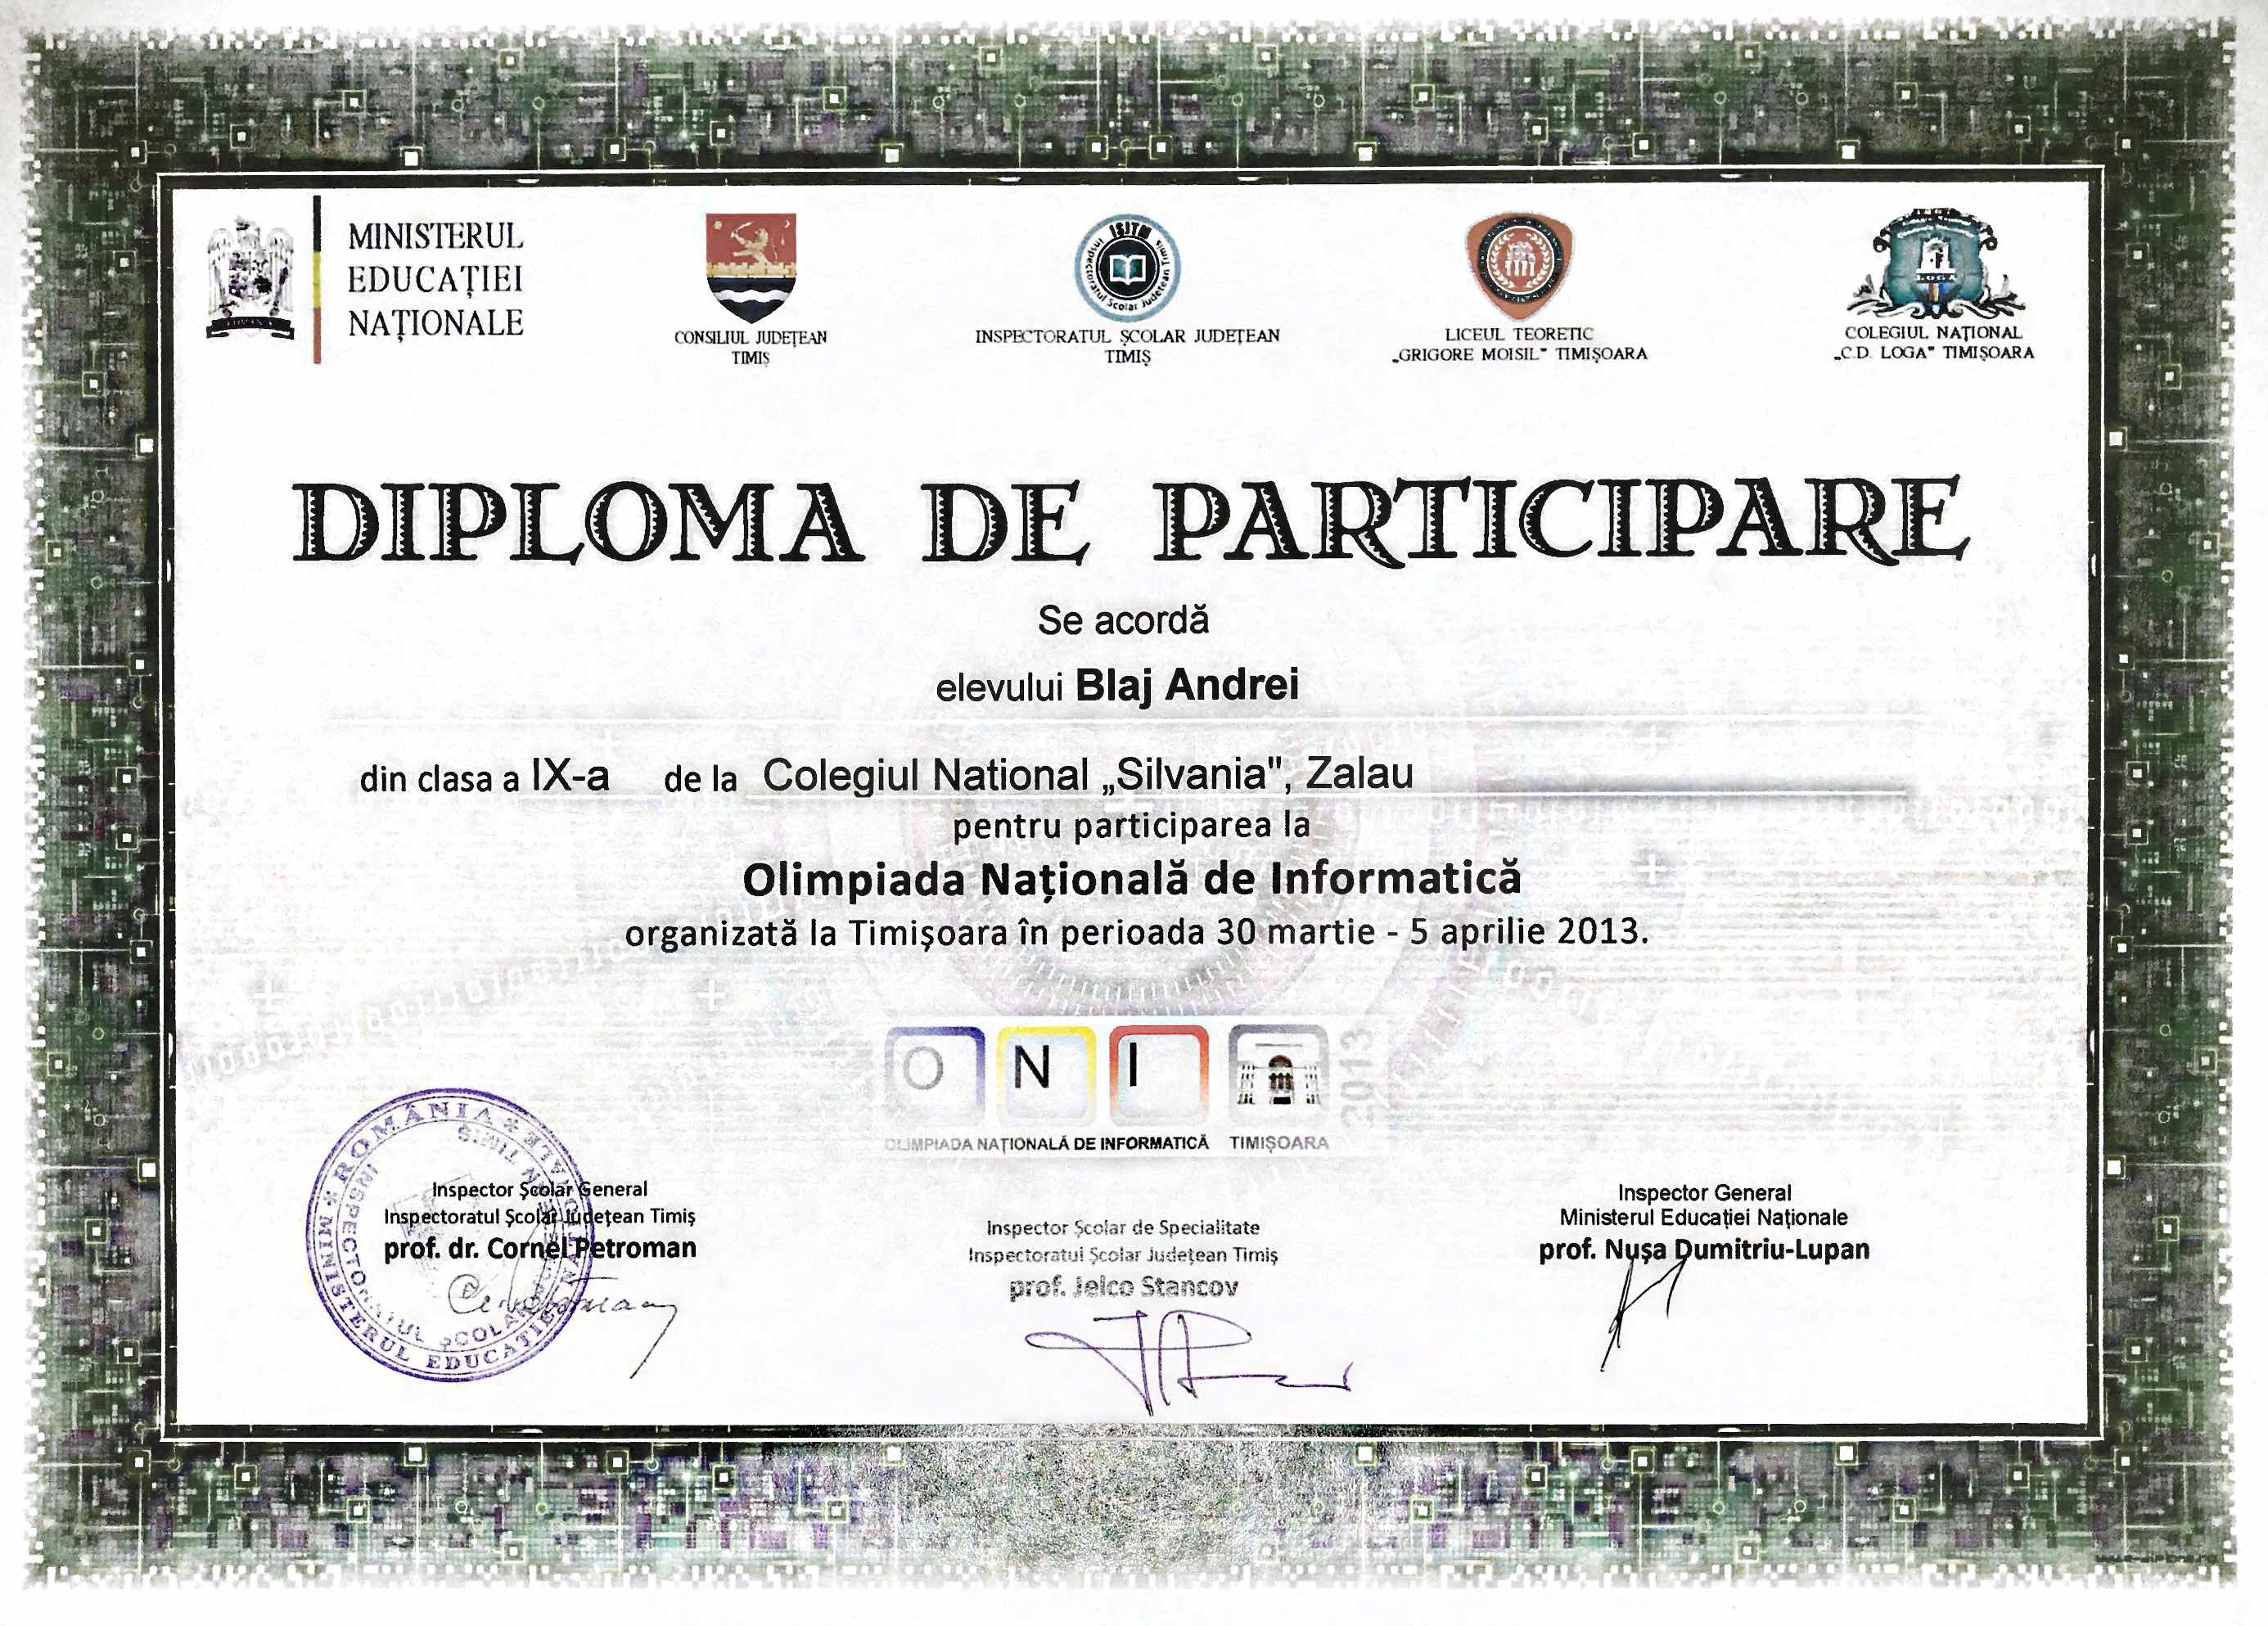 MINISTERUL
EDUCAȚIEI
NAȚIONALE
ROMANIA
CONSILIUL JUDEȚEAN
TIMIȘ
ISJTM
Inspectoratul Școlar Județean Timiș
INSPECTORATUL ȘCOLAR JUDEȚEAN
TIMIȘ
LICEUL TEORETIC
„GRIGORE MOISIL" TIMIȘOARA
LOGA
COLEGIUL NAȚIONAL
„C.D. LOGA" TIMIȘOARA
DIPLOMA DE PARTICIPARE
Se acordă
elevului Blaj Andrei
din clasa a IX-a de la Colegiul National „Silvania", Zalau
pentru participarea la
Olimpiada Națională de Informatică
organizată la Timișoara în perioada 30 martie - 5 aprilie 2013.
O N I 2013
OLIMPIADA NAȚIONALĂ DE INFORMATICĂ TIMIȘOARA
ROMÂNIA
MINISTERUL EDUCAȚIEI NAȚIONALE
INSPECTORATUL ȘCOLAR JUDEȚEAN TIMIȘ
Inspector Școlar General
Inspectoratul Școlar Județean Timiș
prof. dr. Cornel Petroman
Inspector Școlar de Specialitate
Inspectoratul Școlar Județean Timiș
prof. Jelco Stancov
Inspector General
Ministerul Educației Naționale
prof. Nușa Dumitriu-Lupan